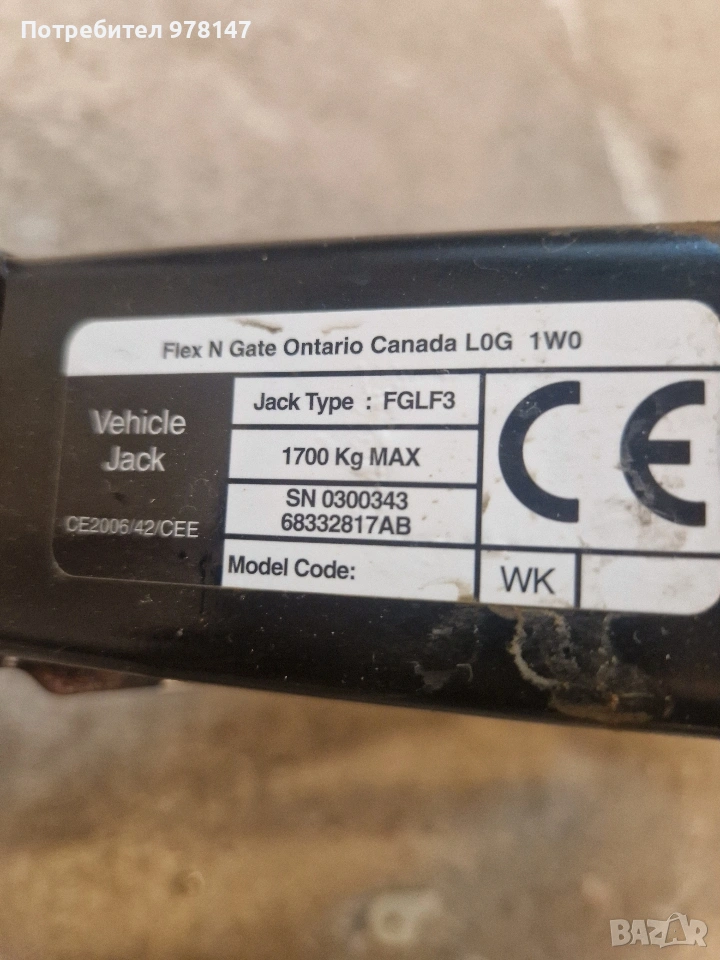 Потребител 978147
Flex N Gate Ontario Canada L0G 1W0
Vehicle
Jack
CE2006/42/CEE
Jack Type : FGLF3
1700 Kg MAX
SN 0300343
68332817AB
Model Code:
WK
CE
BAZAR